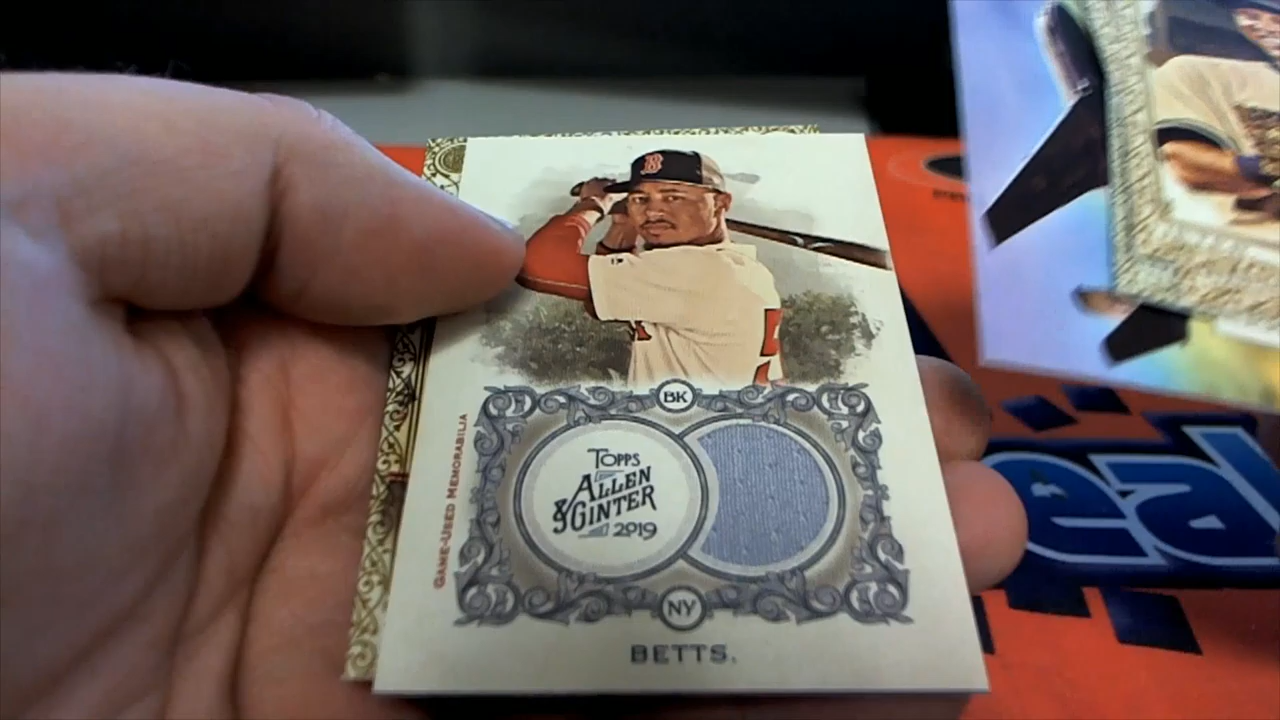 B
BK
GAME-USED MEMORABILIA
TOPPS
ALLEN
& GINTER
2019
NY
BETTS.